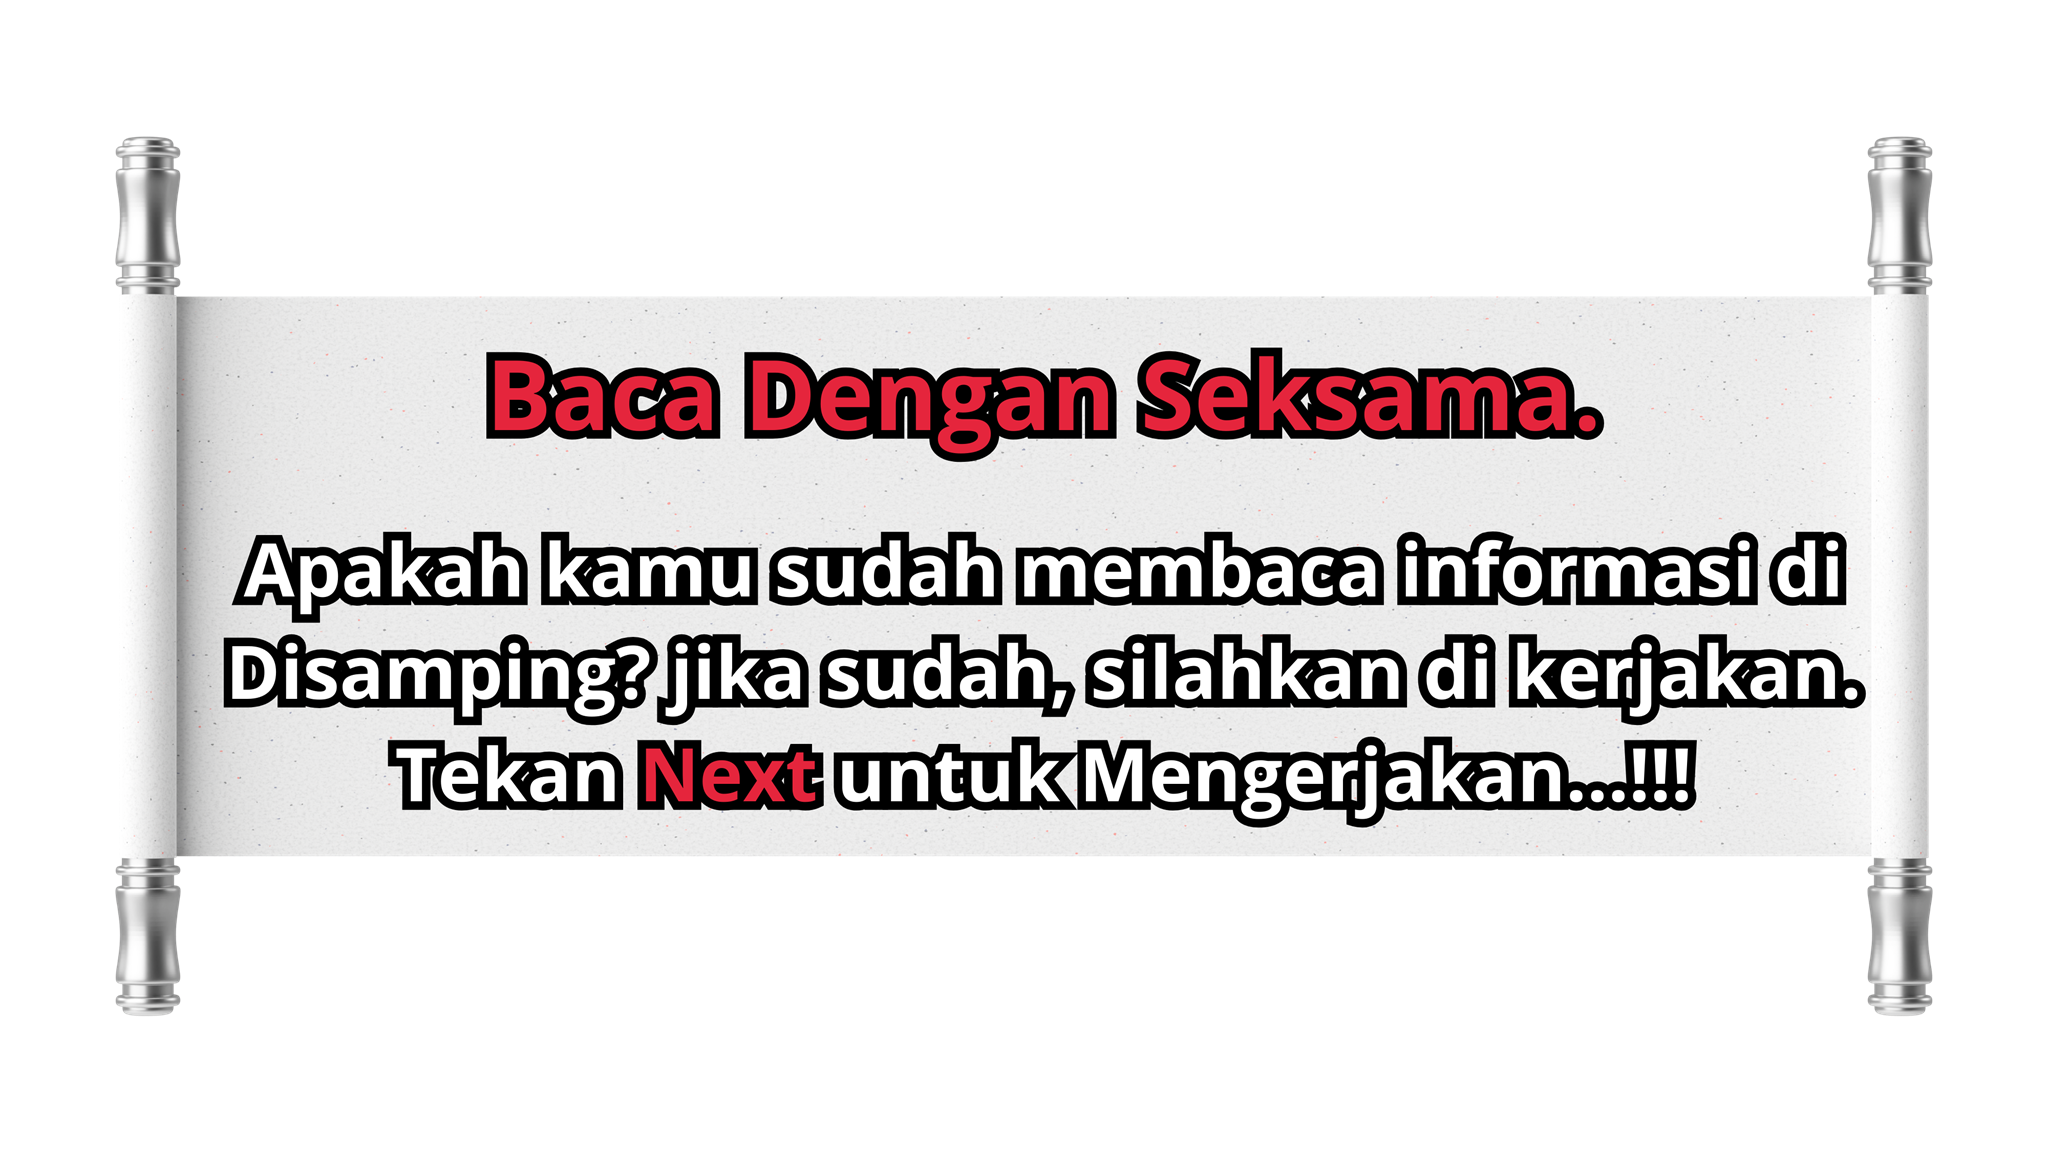 Baca Dengan Seksama.
Apakah kamu sudah membaca informasi di
Disamping? jika sudah, silahkan di kerjakan.
Tekan Next untuk Mengerjakan...!!!